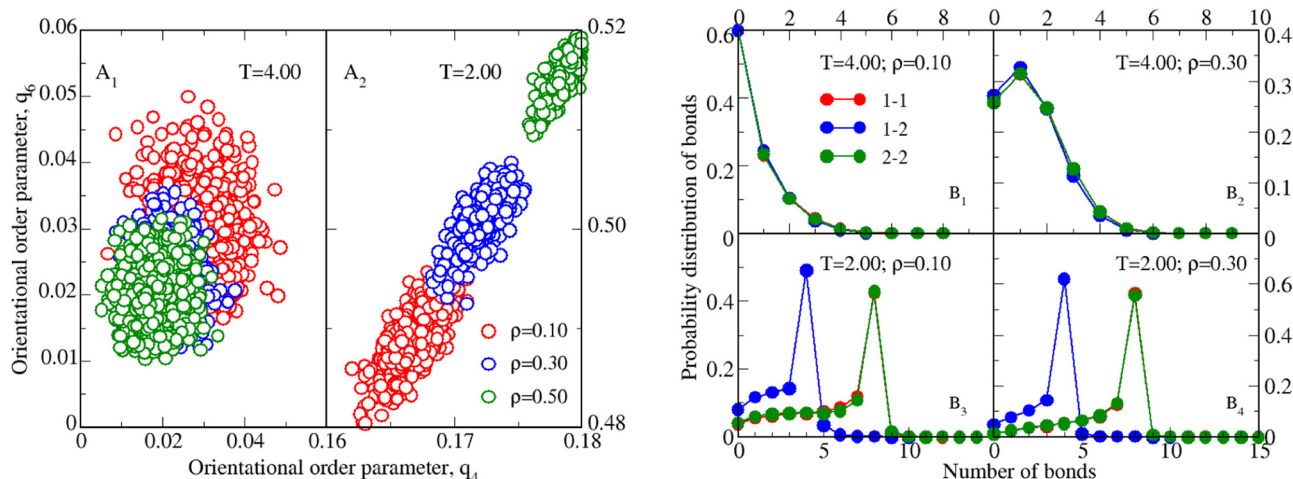 0.06
0.05
0.04
0.03
0.02
0.01
0
Orientational order parameter, q6
A1
T=4.00
A2
T=2.00
0.52
0.50
0.48
ρ=0.10
ρ=0.30
ρ=0.50
0
0.02
0.04
0.16
0.17
0.18
Orientational order parameter, q4
0 2 4 6 8
0 2 4 6 8 10
0.6
0.4
0.2
0
Probability distribution of bonds
T=4.00; ρ=0.10
1-1
1-2
2-2
B1
T=4.00; ρ=0.30
B2
0.4
0.3
0.2
0.1
0
0.4
0.2
0
T=2.00; ρ=0.10
B3
T=2.00; ρ=0.30
B4
0.8
0.6
0.4
0.2
0
0 5 10
0 5 10 15
Number of bonds